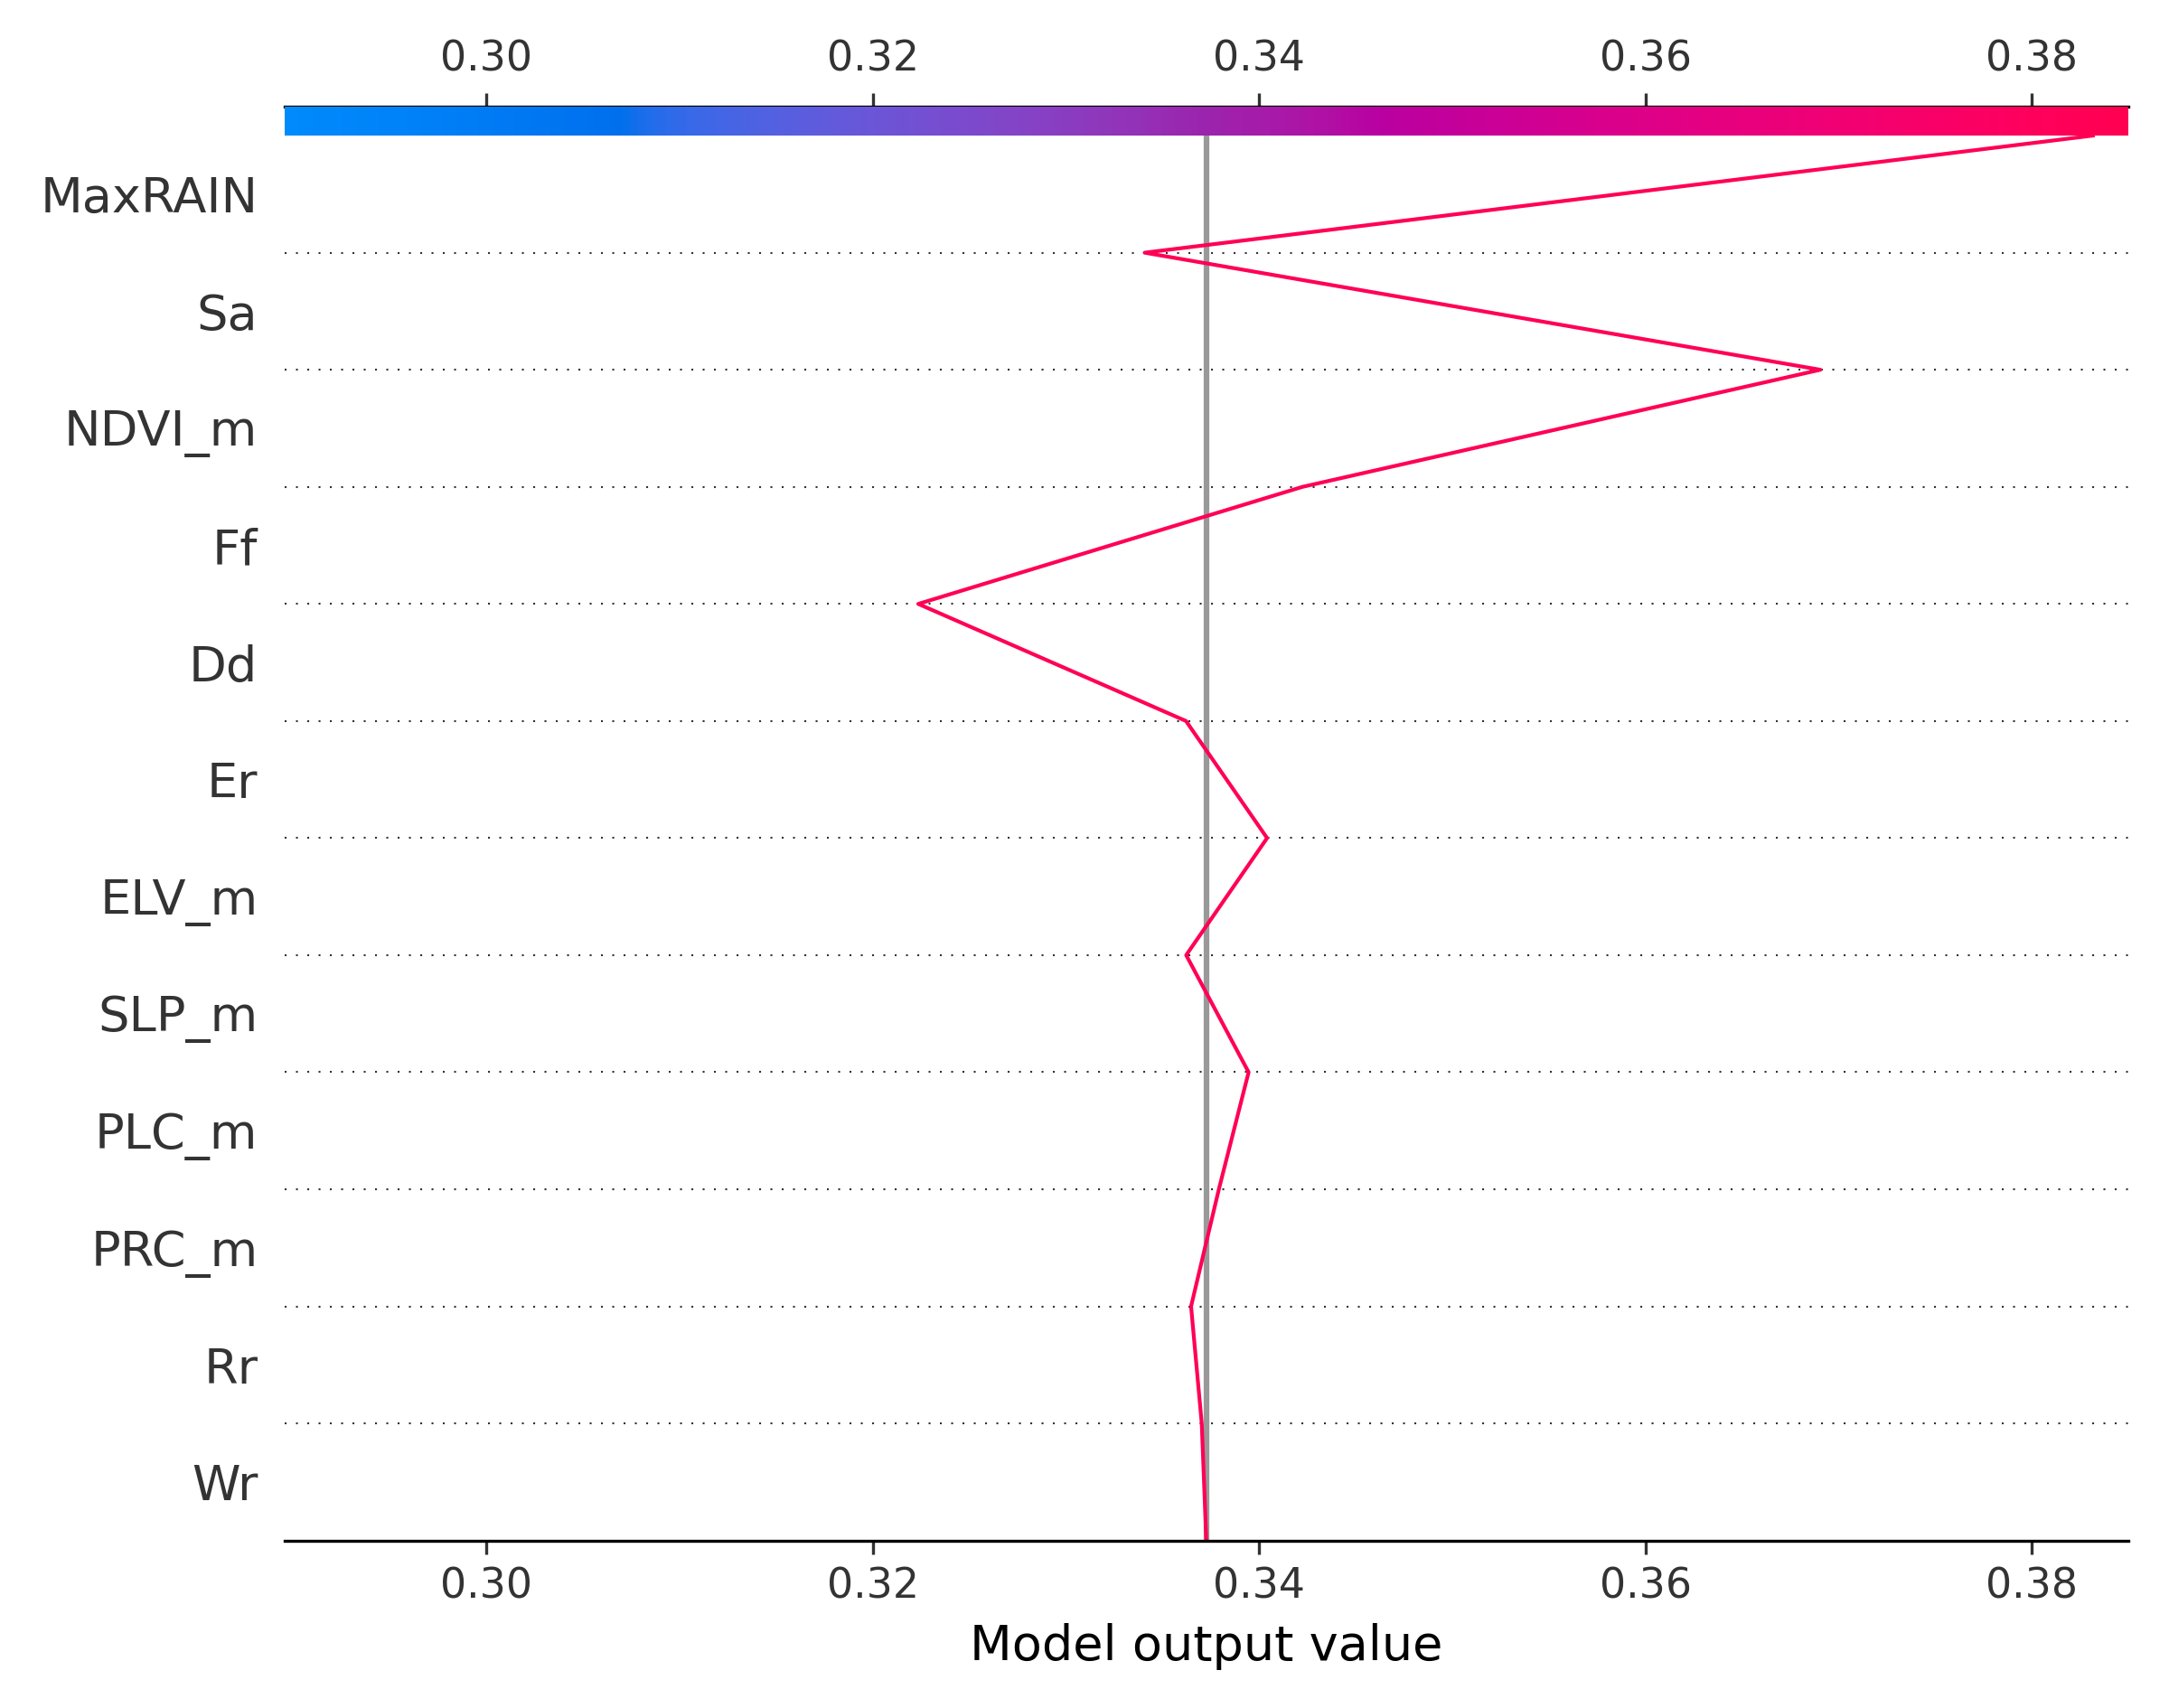 0.30 0.32 0.34 0.36 0.38
MaxRAIN
Sa
NDVI_m
Ff
Dd
Er
ELV_m
SLP_m
PLC_m
PRC_m
Rr
Wr
0.30 0.32 0.34 0.36 0.38
Model output value